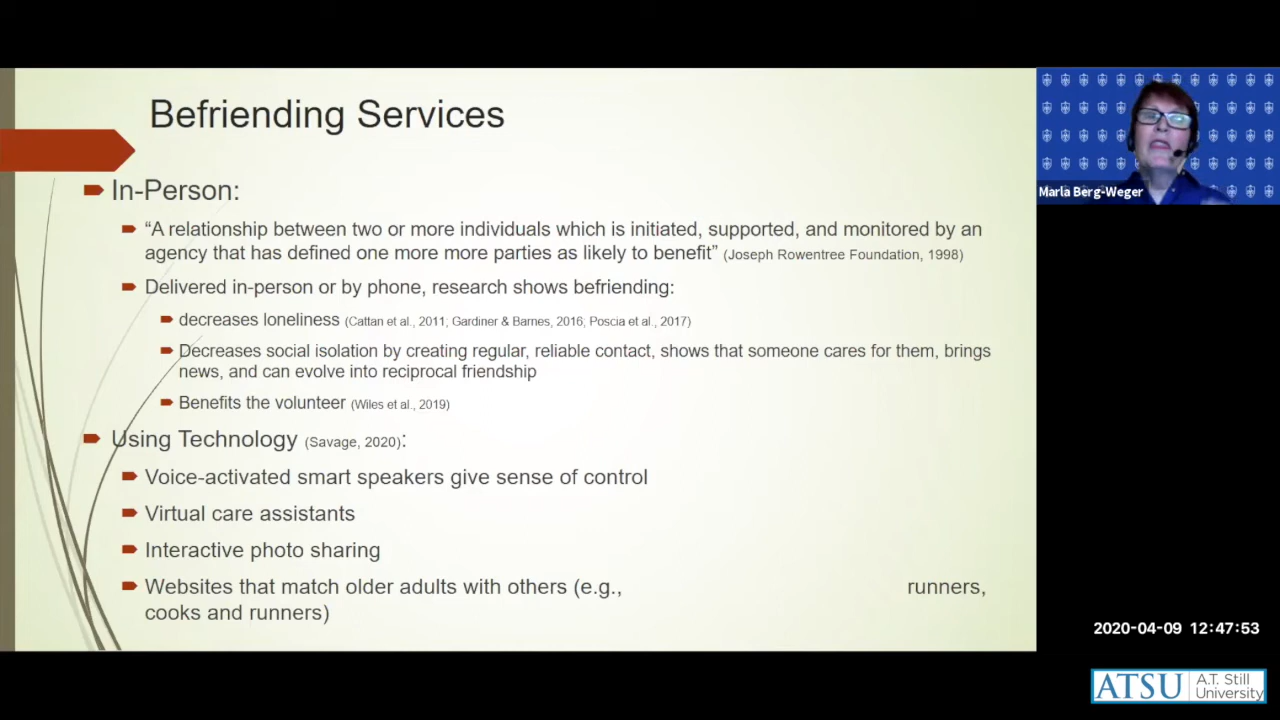 Befriending Services
In-Person:
“A relationship between two or more individuals which is initiated, supported, and monitored by an
agency that has defined one more more parties as likely to benefit” (Joseph Rowentree Foundation, 1998)
Delivered in-person or by phone, research shows befriending:
decreases loneliness (Cattan et al., 2011; Gardiner & Barnes, 2016; Poscia et al., 2017)
Decreases social isolation by creating regular, reliable contact, shows that someone cares for them, brings
news, and can evolve into reciprocal friendship
Benefits the volunteer (Wiles et al., 2019)
Using Technology (Savage, 2020):
Voice-activated smart speakers give sense of control
Virtual care assistants
Interactive photo sharing
Websites that match older adults with others (e.g., runners,
cooks and runners)
Marla Berg-Weger
2020-04-09 12:47:53
ATSU A.T. Still
University